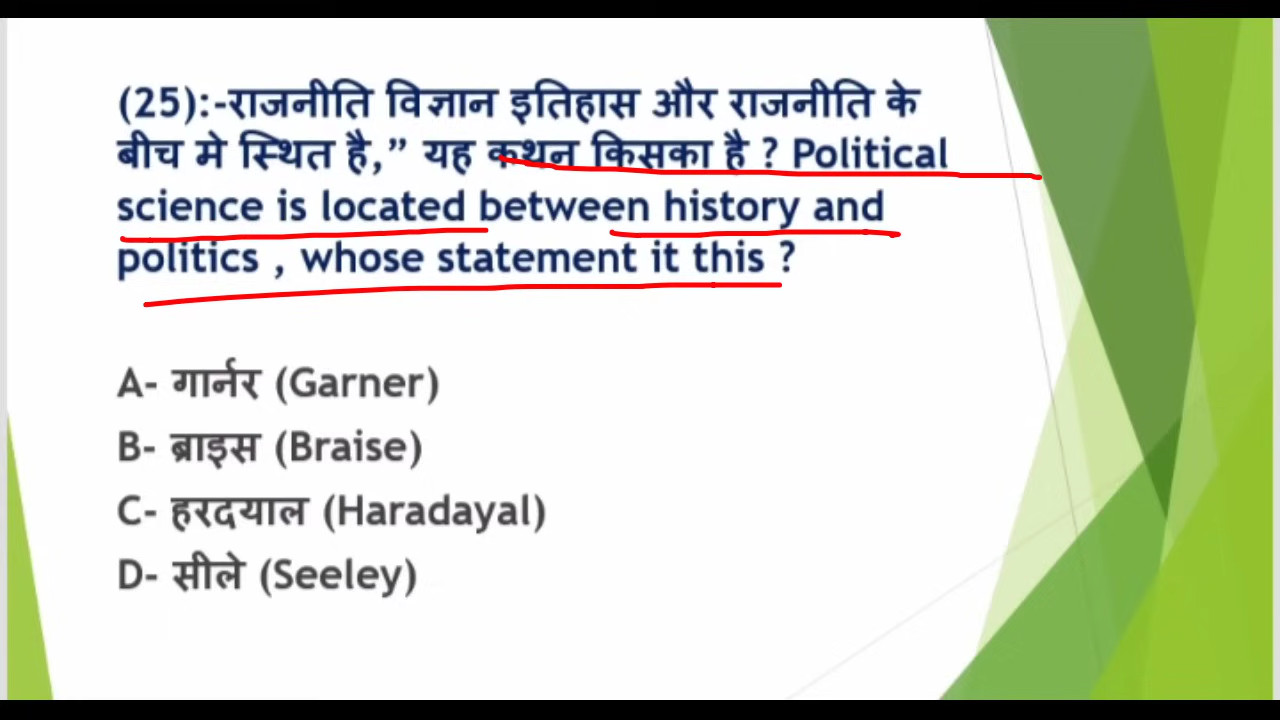 (25):-राजनीति विज्ञान इतिहास और राजनीति के
बीच मे स्थित है,” यह कथन किसका है ? Political
science is located between history and
politics , whose statement it this ?
A- गार्नर (Garner)
B- ब्राइस (Braise)
C- हरदयाल (Haradayal)
D- सीले (Seeley)